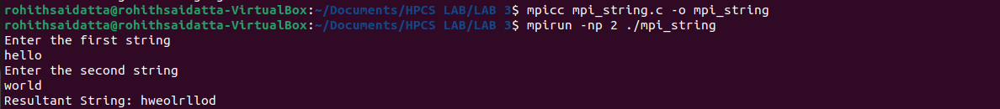 rohithsaidatta@rohithsaidatta-VirtualBox:~/Documents/HPCS LAB/LAB 3$ mpicc mpi_string.c -o mpi_string
rohithsaidatta@rohithsaidatta-VirtualBox:~/Documents/HPCS LAB/LAB 3$ mpirun -np 2 ./mpi_string
Enter the first string
hello
Enter the second string
world
Resultant String: hweolrllod